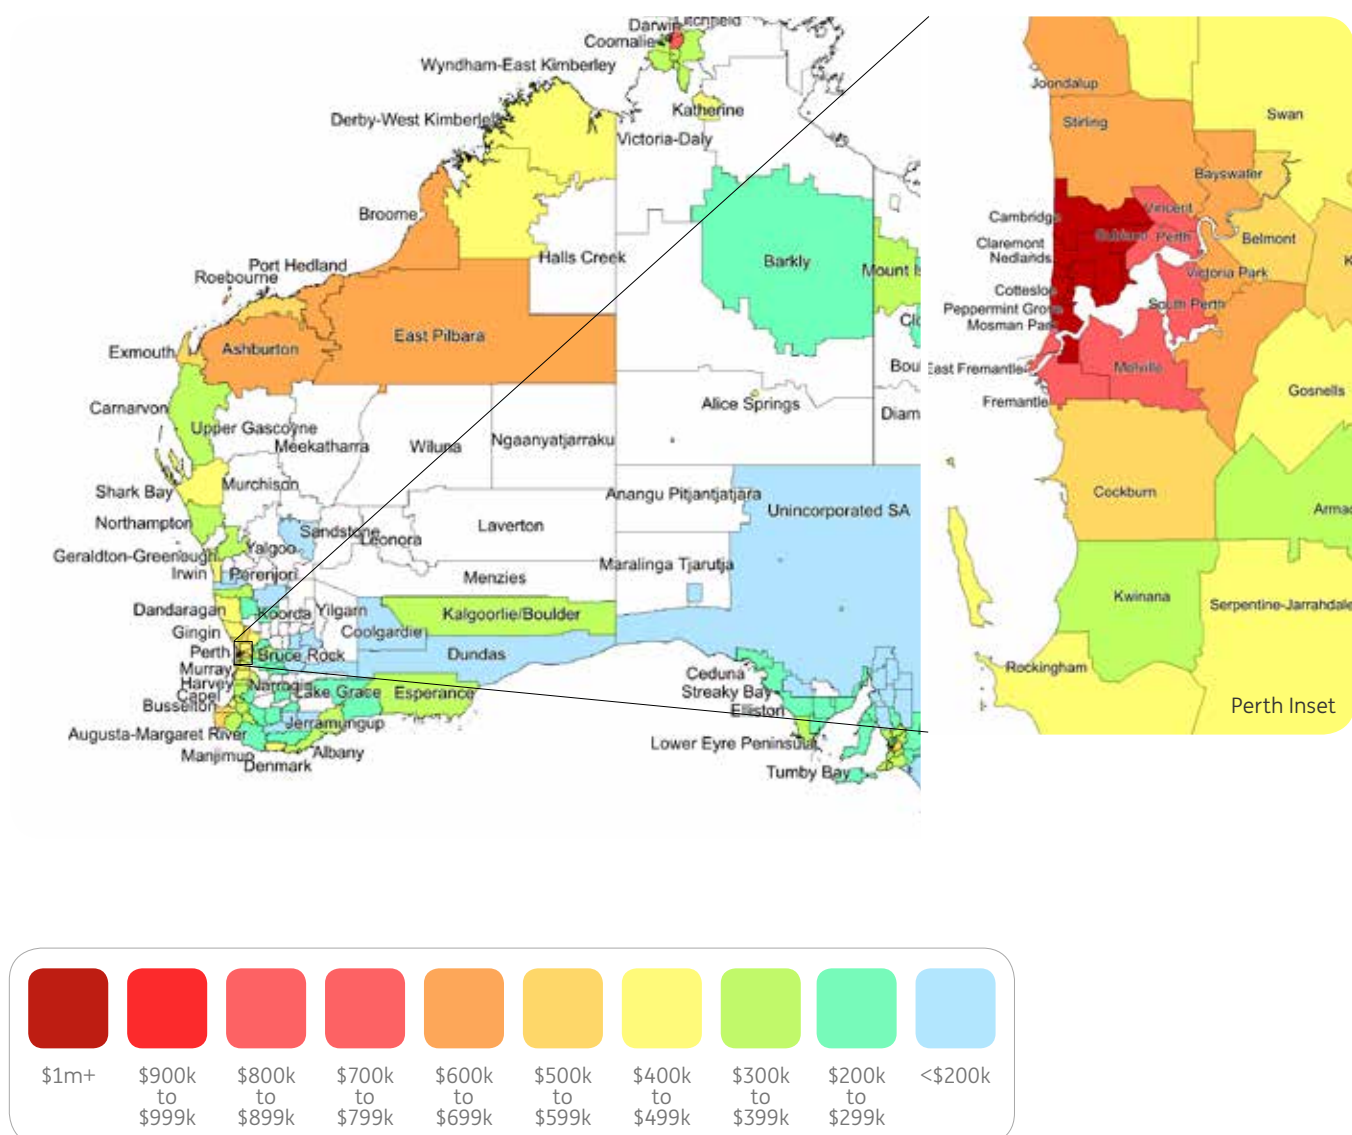 Litchfield
Darwin
Coomalie
Wyndham-East Kimberley
Katherine
Derby-West Kimberley
Victoria-Daly
Broome
Halls Creek
Barkly
Port Hedland
Roebourne
East Pilbara
Ashburton
Exmouth
Alice Springs
Carnarvon
Upper Gascoyne
Meekatharra
Wiluna
Ngaanyatjarraku
Shark Bay
Murchison
Anangu Pitjantjatjara
Unincorporated SA
Northampton
Sandstone
Leonora
Laverton
Yalgoo
Geraldton-Greenough
Irwin
Perenjori
Menzies
Maralinga Tjarutja
Dandaragan
Koorda
Yilgarn
Kalgoorlie/Boulder
Gingin
Coolgardie
Perth
Bruce Rock
Dundas
Murray
Harvey
Narrogin
Lake Grace
Esperance
Capel
Busselton
Jerramungup
Augusta-Margaret River
Manjimup
Denmark
Albany
Ceduna
Streaky Bay
Elliston
Lower Eyre Peninsula
Tumby Bay
Mount Is
Clo
Bou
Diam
Joondalup
Swan
Stirling
Bayswater
Cambridge
Vincent
Subiaco
Perth
Belmont
K
Claremont
Nedlands
Victoria Park
Cottesloe
South Perth
Peppermint Grove
Mosman Park
East Fremantle
Melville
Gosnells
Fremantle
Cockburn
Armad
Kwinana
Serpentine-Jarrahdale
Rockingham
Perth Inset
$1m+
$900k
to
$999k
$800k
to
$899k
$700k
to
$799k
$600k
to
$699k
$500k
to
$599k
$400k
to
$499k
$300k
to
$399k
$200k
to
$299k
<$200k